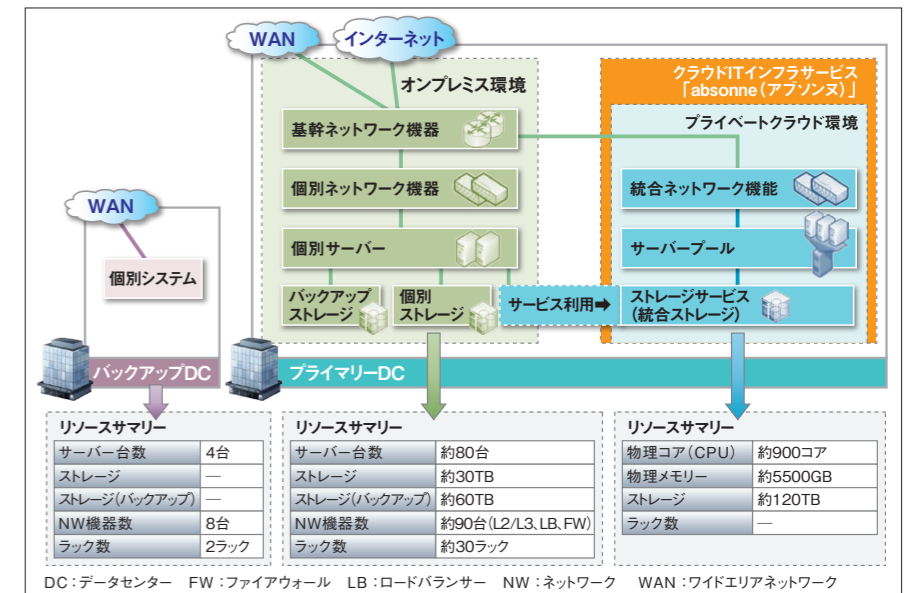 WAN
インターネット
オンプレミス環境
クラウドITインフラサービス
「absonne(アブソンヌ)」
プライベートクラウド環境
基幹ネットワーク機器
個別ネットワーク機器
統合ネットワーク機能
WAN
個別サーバー
サーバープール
個別システム
バックアップ
ストレージ
個別
ストレージ
サービス利用➡
ストレージサービス
(統合ストレージ)
バックアップDC
プライマリーDC
リソースサマリー
サーバー台数 4台
ストレージ —
ストレージ(バックアップ) —
NW機器数 8台
ラック数 2ラック
リソースサマリー
サーバー台数 約80台
ストレージ 約30TB
ストレージ(バックアップ) 約60TB
NW機器数 約90台(L2/L3、LB、FW)
ラック数 約30ラック
リソースサマリー
物理コア(CPU) 約900コア
物理メモリー 約5500GB
ストレージ 約120TB
ラック数 —
DC:データセンター FW:ファイアウォール LB:ロードバランサー NW:ネットワーク WAN:ワイドエリアネットワーク